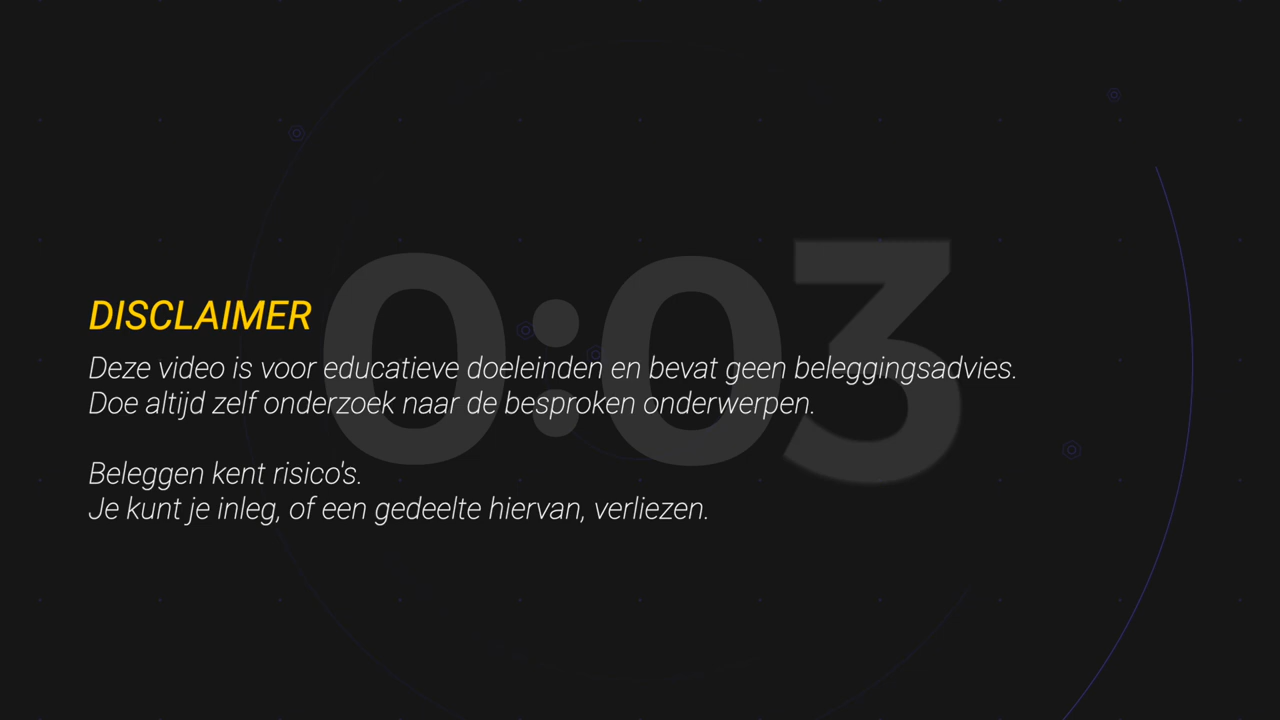 0:03
DISCLAIMER
Deze video is voor educatieve doeleinden en bevat geen beleggingsadvies.
Doe altijd zelf onderzoek naar de besproken onderwerpen.
Beleggen kent risico's.
Je kunt je inleg, of een gedeelte hiervan, verliezen.